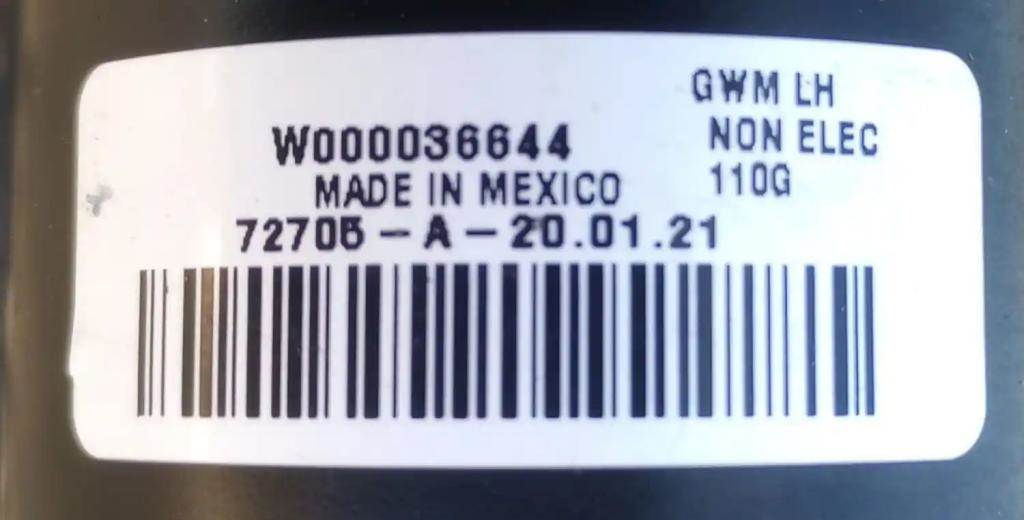 GWM LH
NON ELEC
110G
W000036644
MADE IN MEXICO
72705-A-20.01.21